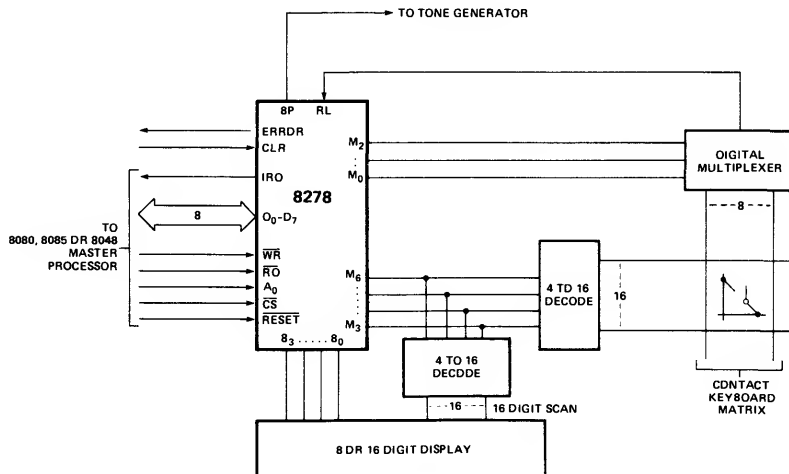 TO TONE GENERATOR
8P RL
ERRDR
CLR
IRO
8278
8
O0-D7
TO
8080, 8085 DR 8048
MASTER
PROCESSOR
WR
RO
A0
CS
RESET
83 ..... 80
M2
M0
M6
M3
OIGITAL
MULTIPLEXER
8
4 TD 16
DECODE
16
4 TO 16
DECDDE
16
16 DIGIT SCAN
CDNTACT
KEYBOARD
MATRIX
8 DR 16 DIGIT DISPLAY